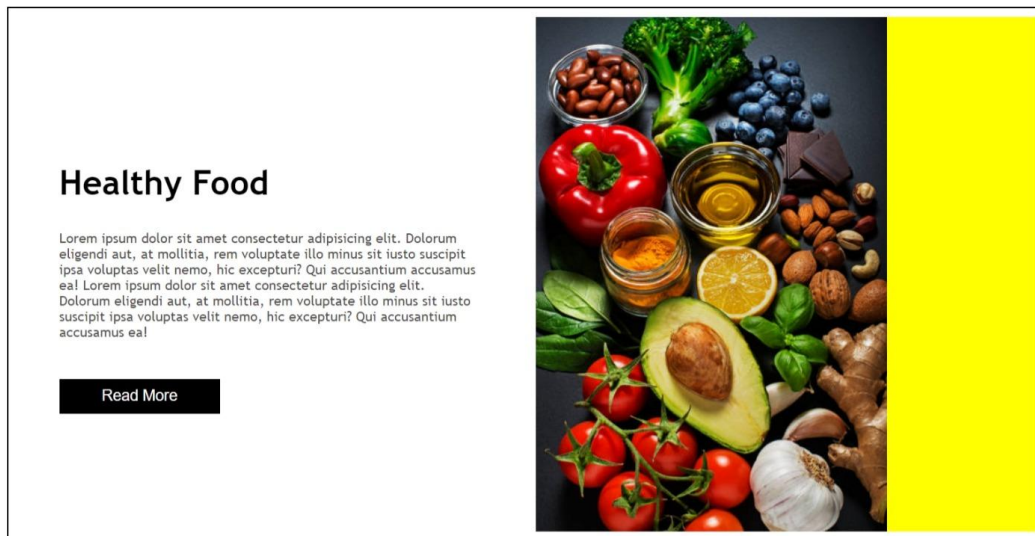 Healthy Food
Lorem ipsum dolor sit amet consectetur adipisicing elit. Dolorum
eligendi aut, at mollitia, rem voluptate illo minus sit iusto suscipit
ipsa voluptas velit nemo, hic excepturi? Qui accusantium accusamus
ea! Lorem ipsum dolor sit amet consectetur adipisicing elit.
Dolorum eligendi aut, at mollitia, rem voluptate illo minus sit iusto
suscipit ipsa voluptas velit nemo, hic excepturi? Qui accusantium
accusamus ea!
Read More